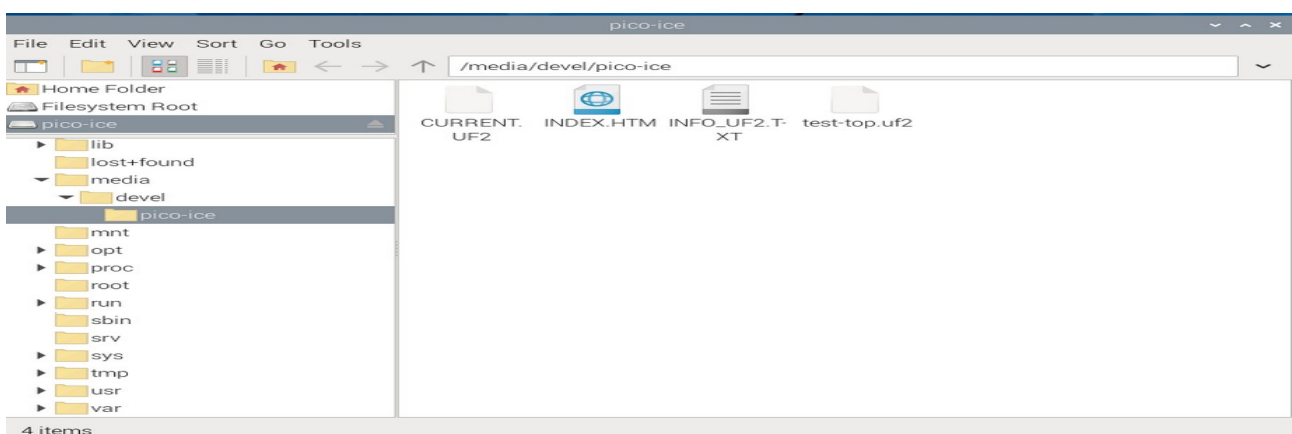 pico-ice
File Edit View Sort Go Tools
/media/devel/pico-ice
Home Folder
Filesystem Root
pico-ice
lib
lost+found
media
devel
pico-ice
mnt
opt
proc
root
run
sbin
srv
sys
tmp
usr
var
CURRENT. INDEX.HTM INFO_UF2.T- test-top.uf2
UF2 XT
4 items